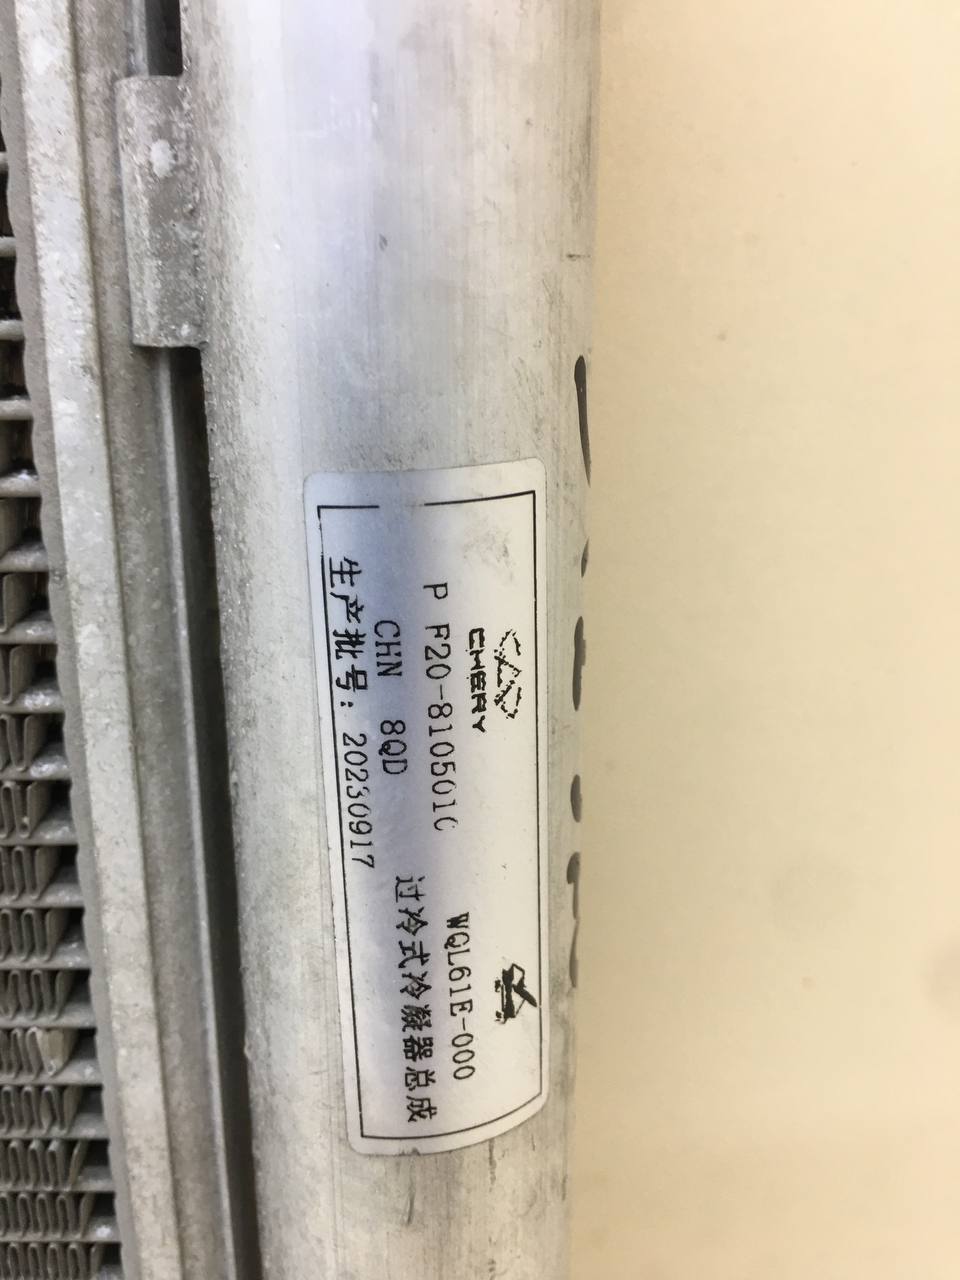 CHERY
P F20-8105010 WQL61E-000
CHN 8QD 过冷式冷凝器总成
生产批号：20230917